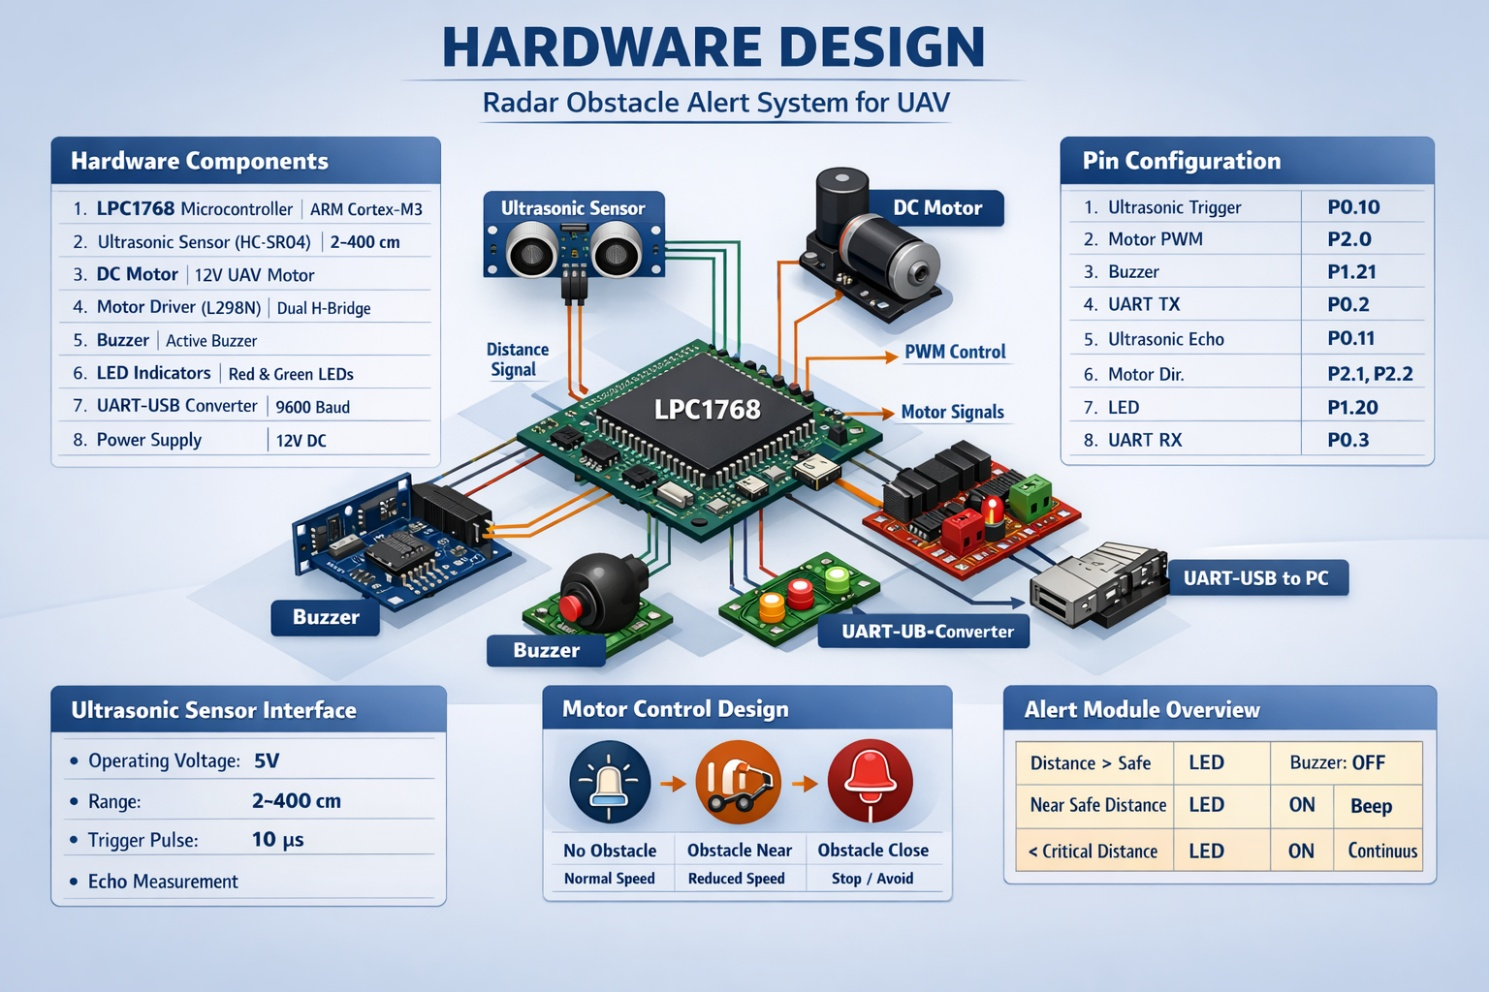 HARDWARE DESIGN
Radar Obstacle Alert System for UAV
Hardware Components
1. LPC1768 Microcontroller | ARM Cortex-M3
2. Ultrasonic Sensor (HC-SR04) | 2-400 cm
3. DC Motor | 12V UAV Motor
4. Motor Driver (L298N) | Dual H-Bridge
5. Buzzer | Active Buzzer
6. LED Indicators | Red & Green LEDs
7. UART-USB Converter | 9600 Baud
8. Power Supply | 12V DC
Ultrasonic Sensor
DC Motor
Distance
Signal
PWM Control
LPC1768
Motor Signals
Buzzer
Buzzer
UART-UB-Converter
UART-USB to PC
Pin Configuration
1. Ultrasonic Trigger P0.10
2. Motor PWM P2.0
3. Buzzer P1.21
4. UART TX P0.2
5. Ultrasonic Echo P0.11
6. Motor Dir. P2.1, P2.2
7. LED P1.20
8. UART RX P0.3
Ultrasonic Sensor Interface
• Operating Voltage: 5V
• Range: 2-400 cm
• Trigger Pulse: 10 µs
• Echo Measurement
Motor Control Design
No Obstacle Obstacle Near Obstacle Close
Normal Speed Reduced Speed Stop / Avoid
Alert Module Overview
Distance > Safe LED Buzzer: OFF
Near Safe Distance LED ON Beep
< Critical Distance LED ON Continuus